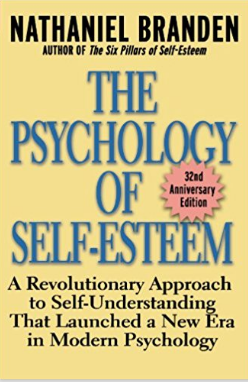 NATHANIEL BRANDEN
AUTHOR OF The Six Pillars of Self-Esteem
THE
PSYCHOLOGY
OF
SELF-ESTEEM
32nd
Anniversary
Edition
A Revolutionary Approach
to Self-Understanding
That Launched a New Era
in Modern Psychology